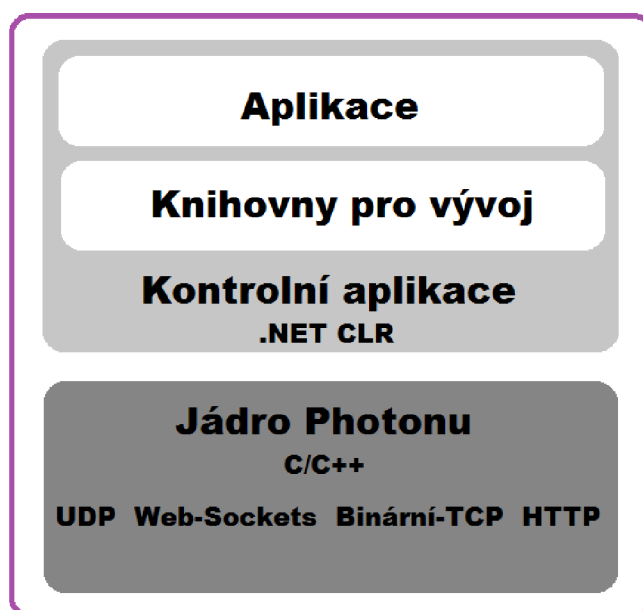 Aplikace
Knihovny pro vývoj
Kontrolní aplikace
.NET CLR
Jádro Photonu
C/C++
UDP Web-Sockets Binární-TCP HTTP